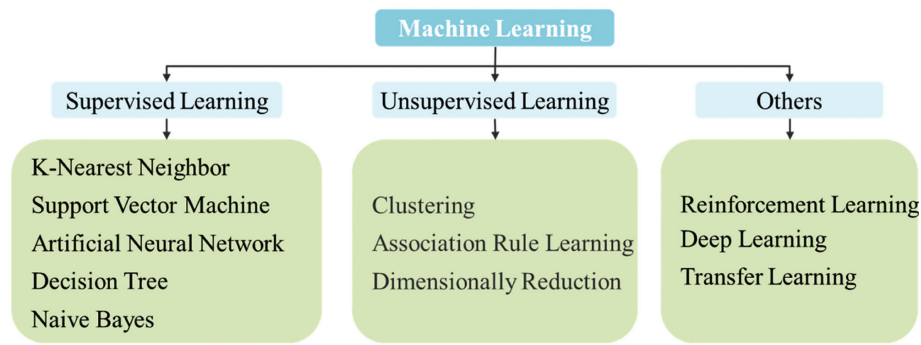 Machine Learning
Supervised Learning
Unsupervised Learning
Others
K-Nearest Neighbor
Support Vector Machine
Artificial Neural Network
Decision Tree
Naive Bayes
Clustering
Association Rule Learning
Dimensionally Reduction
Reinforcement Learning
Deep Learning
Transfer Learning